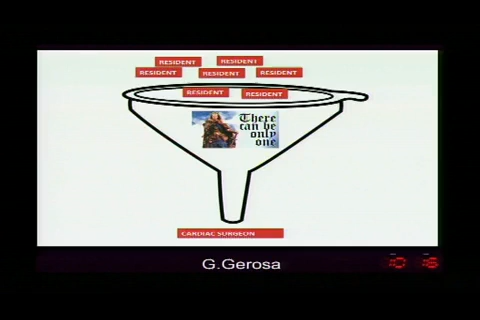 RESIDENT
RESIDENT
RESIDENT
RESIDENT
RESIDENT
RESIDENT
RESIDENT
There
can be
only
one
CARDIAC SURGEON
G.Gerosa